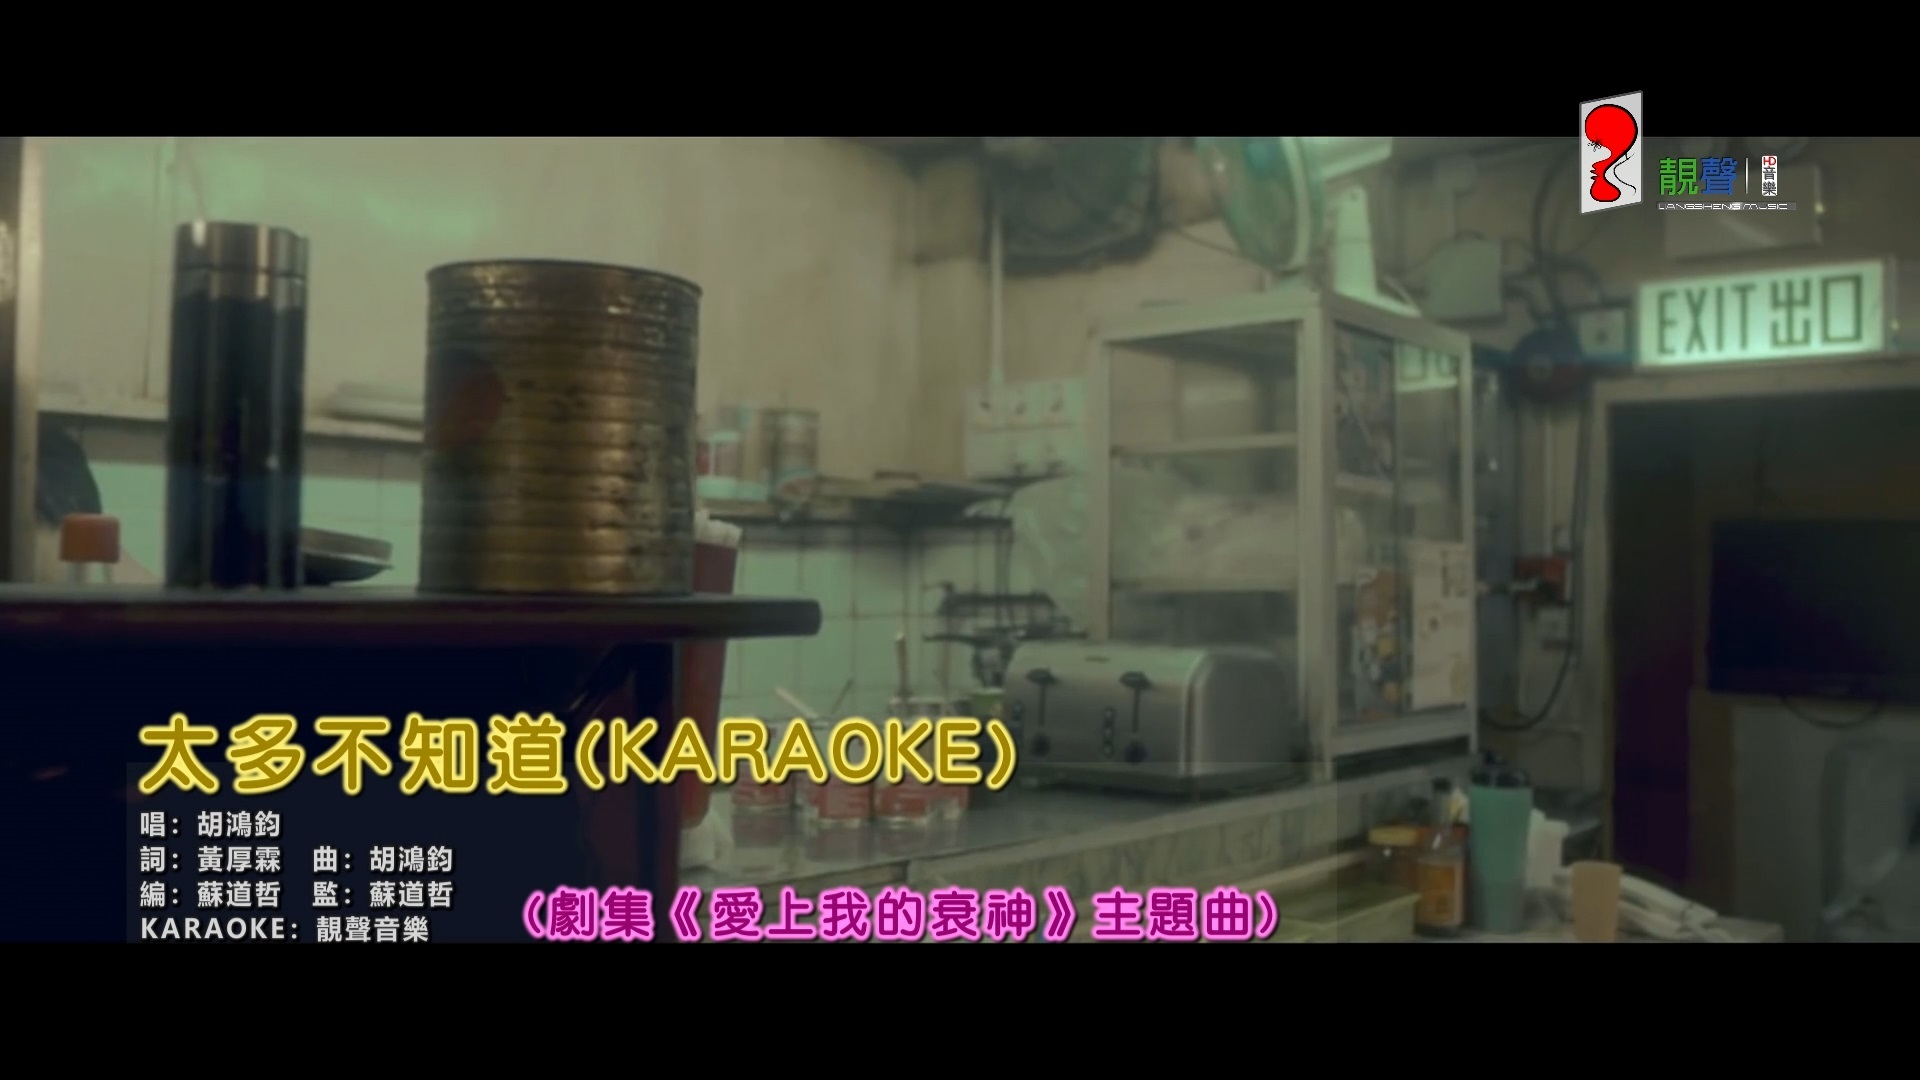 靚聲
HD
音樂
LIANGSHENG MUSIC
EXIT 出口
太多不知道(KARAOKE)
唱：胡鴻鈞
詞：黃厚霖 曲：胡鴻鈞
編：蘇道哲 監：蘇道哲
KARAOKE：靚聲音樂
(劇集《愛上我的衰神》主題曲)